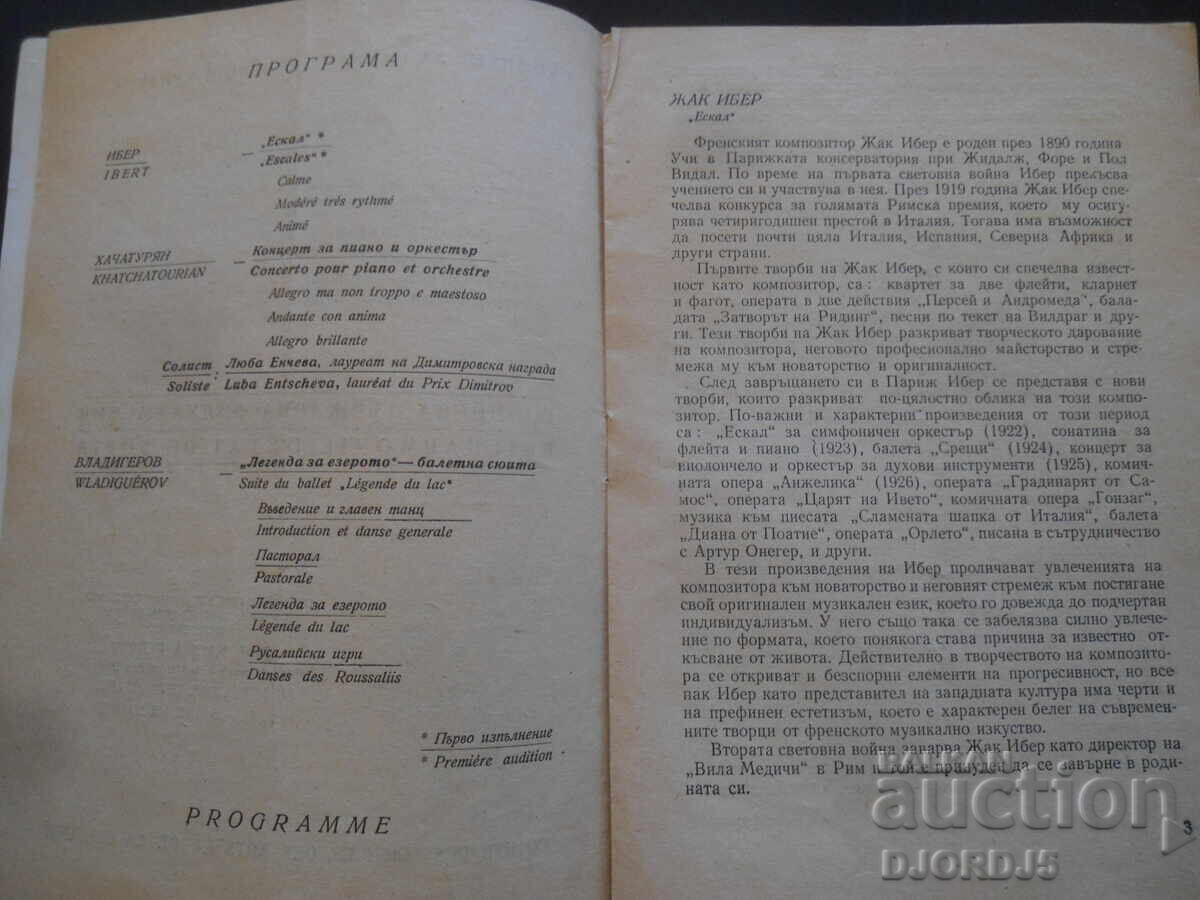 ПРОГРАМА
ИБЕР
IBERT
— „Ескал“ *
„Escales“ *
Calme
Modéré trés rythmé
Animé
ХАЧАТУРЯН
KHATCHATOURIAN
— Концерт за пиано и оркестър
Concerto pour piano et orchestre
Allegro ma non troppo e maestoso
Andante con anima
Allegro brillante
Солист : Люба Енчева, лауреат на Димитровска награда
Soliste Luba Entscheva, lauréat du Prix Dimitrov
ВЛАДИГЕРОВ
WLADIGUÉROV
— „Легенда за езерото“ — балетна сюита
Suite du ballet „Légende du lac“
Въведение и главен танц
Introduction et danse generale
Пасторал
Pastorale
Легенда за езерото
Légende du lac
Русалийски игри
Danses des Roussaliis
* Първо изпълнение
* Premiére audition
PROGRAMME
ЖАК ИБЕР
„Ескал“
Френският композитор Жак Ибер е роден през 1890 година
Учи в Парижката консерватория при Жидалж, Форе и Пол
Видал. По време на първата световна война Ибер прекъсва
учението си и участвува в нея. През 1919 година Жак Ибер спе-
челва конкурса за голямата Римска премия, което му осигу-
рява четиригодишен престой в Италия. Тогава има възможност
да посети почти цяла Италия, Испания, Северна Африка и
други страни.
Първите творби на Жак Ибер, с които си спечелва извест-
ност като композитор, са : квартет за две флейти, кларнет
и фагот, операта в две действия „Персей и Андромеда“, бала-
дата „Затворът на Ридинг“, песни по текст на Вилдраг и дру-
ги. Тези творби на Жак Ибер разкриват творческото дарование
на композитора, неговото професионално майсторство и стре-
межа му към новаторство и оригиналност.
След завръщането си в Париж Ибер се представя с нови
творби, които разкриват по-цялостно облика на този компо-
зитор. По-важни и характерни произведения от този период
са : „Ескал“ за симфоничен оркестър (1922), сонатина за
флейта и пиано (1923), балета „Срещи“ (1924), концерт за
виолончело и оркестър за духови инструменти (1925), комич-
ната опера „Анжелика“ (1926), операта „Градинарят от Са-
мос“, операта „Царят на Ивето“, комичната опера „Гонзаг“,
музика към пиесата „Сламената шапка от Италия“, балета
„Диана от Поатие“, операта „Орлето“, писана в сътрудничество
с Артур Онегер, и други.
В тези произведения на Ибер проличават увлеченията на
композитора към новаторство и неговият стремеж към постигане
свой оригинален музикален език, което го довежда до подчертан
индивидуализъм. У него също така се забелязва силно увлече-
ние по формата, което понякога става причина за известно от-
късване от живота. Действително в творчеството на компози­то-
ра се откриват и безспорни елементи на прогресивност, но все
пак Ибер като представител на западната култура има черти и
на префинен естетизъм, което е характерен белег на съвремен-
ните творци от френското музикално изкуство.
Втората световна война заварва Жак Ибер като директор на
„Вила Медичи“ в Рим и той е принуден да се завърне в роди-
ната си.
3
БАЛКАН
auction
DJORDJ5